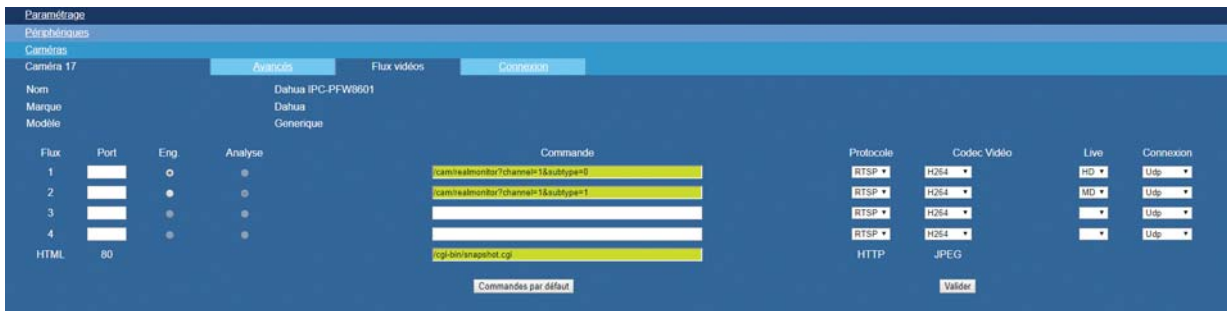 Paramétrage
Périphériques
Caméras
Caméra 17 Avancés Flux vidéos Connexion
Nom Dahua IPC-PFW8601
Marque Dahua
Modèle Generique
Flux Port Eng. Analyse Commande Protocole Codec Vidéo Live Connexion
1 /cam/realmonitor?channel=1&subtype=0 RTSP H264 HD Udp
2 /cam/realmonitor?channel=1&subtype=1 RTSP H264 MD Udp
3 RTSP H264 Udp
4 RTSP H264 Udp
HTML 80 /cgi-bin/snapshot.cgi HTTP JPEG
Commandes par défaut Valider